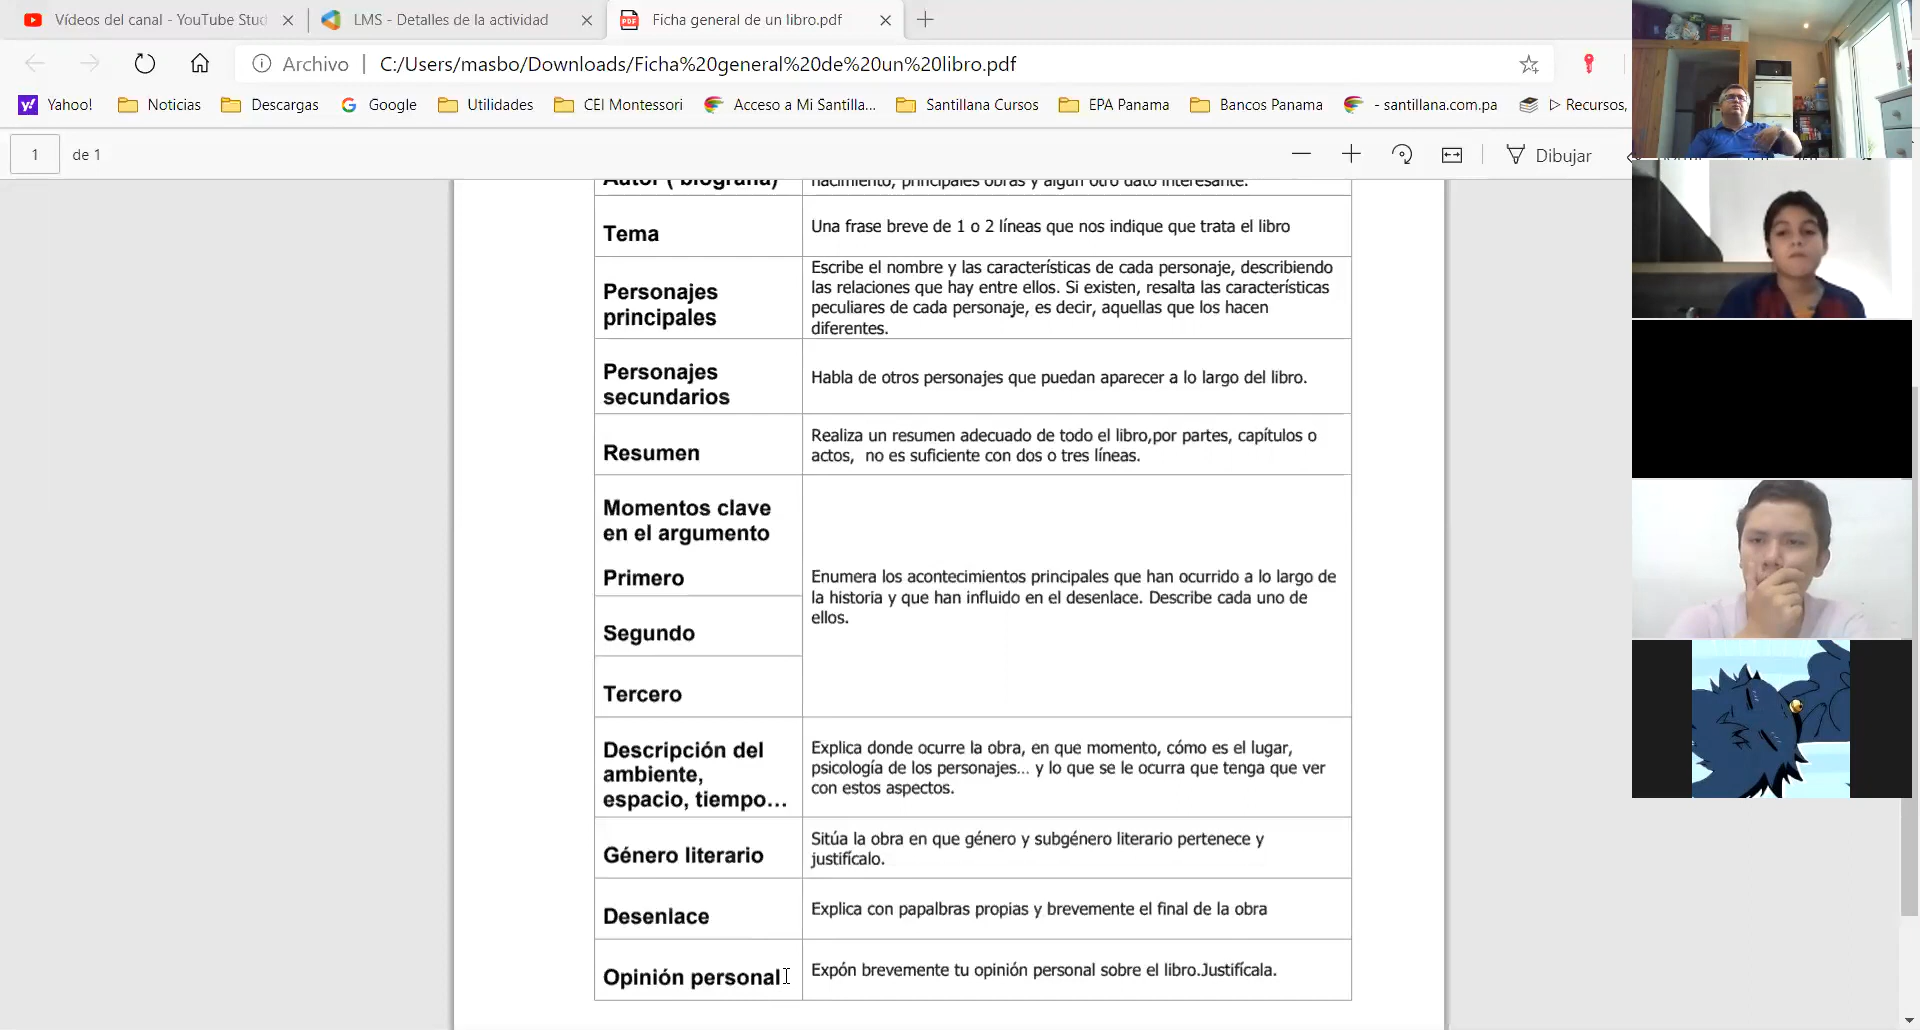 Vídeos del canal - YouTube Stud
LMS - Detalles de la actividad
Ficha general de un libro.pdf
Archivo
C:/Users/masbo/Downloads/Ficha%20general%20de%20un%20libro.pdf
Yahoo!
Noticias
Descargas
Google
Utilidades
CEI Montessori
Acceso a Mi Santilla...
Santillana Cursos
EPA Panama
Bancos Panama
- santillana.com.pa
Recursos,
1
de 1
Dibujar
Autor ( biografía)
nacimiento, principales obras y algún otro dato interesante.
Tema
Una frase breve de 1 o 2 líneas que nos indique que trata el libro
Personajes
principales
Escribe el nombre y las características de cada personaje, describiendo
las relaciones que hay entre ellos. Si existen, resalta las características
peculiares de cada personaje, es decir, aquellas que los hacen
diferentes.
Personajes
secundarios
Habla de otros personajes que puedan aparecer a lo largo del libro.
Resumen
Realiza un resumen adecuado de todo el libro,por partes, capítulos o
actos, no es suficiente con dos o tres líneas.
Momentos clave
en el argumento
Primero
Segundo
Tercero
Enumera los acontecimientos principales que han ocurrido a lo largo de
la historia y que han influido en el desenlace. Describe cada uno de
ellos.
Descripción del
ambiente,
espacio, tiempo...
Explica donde ocurre la obra, en que momento, cómo es el lugar,
psicología de los personajes... y lo que se le ocurra que tenga que ver
con estos aspectos.
Género literario
Sitúa la obra en que género y subgénero literario pertenece y
justifícalo.
Desenlace
Explica con papalbras propias y brevemente el final de la obra
Opinión personal
Expón brevemente tu opinión personal sobre el libro.Justifícala.